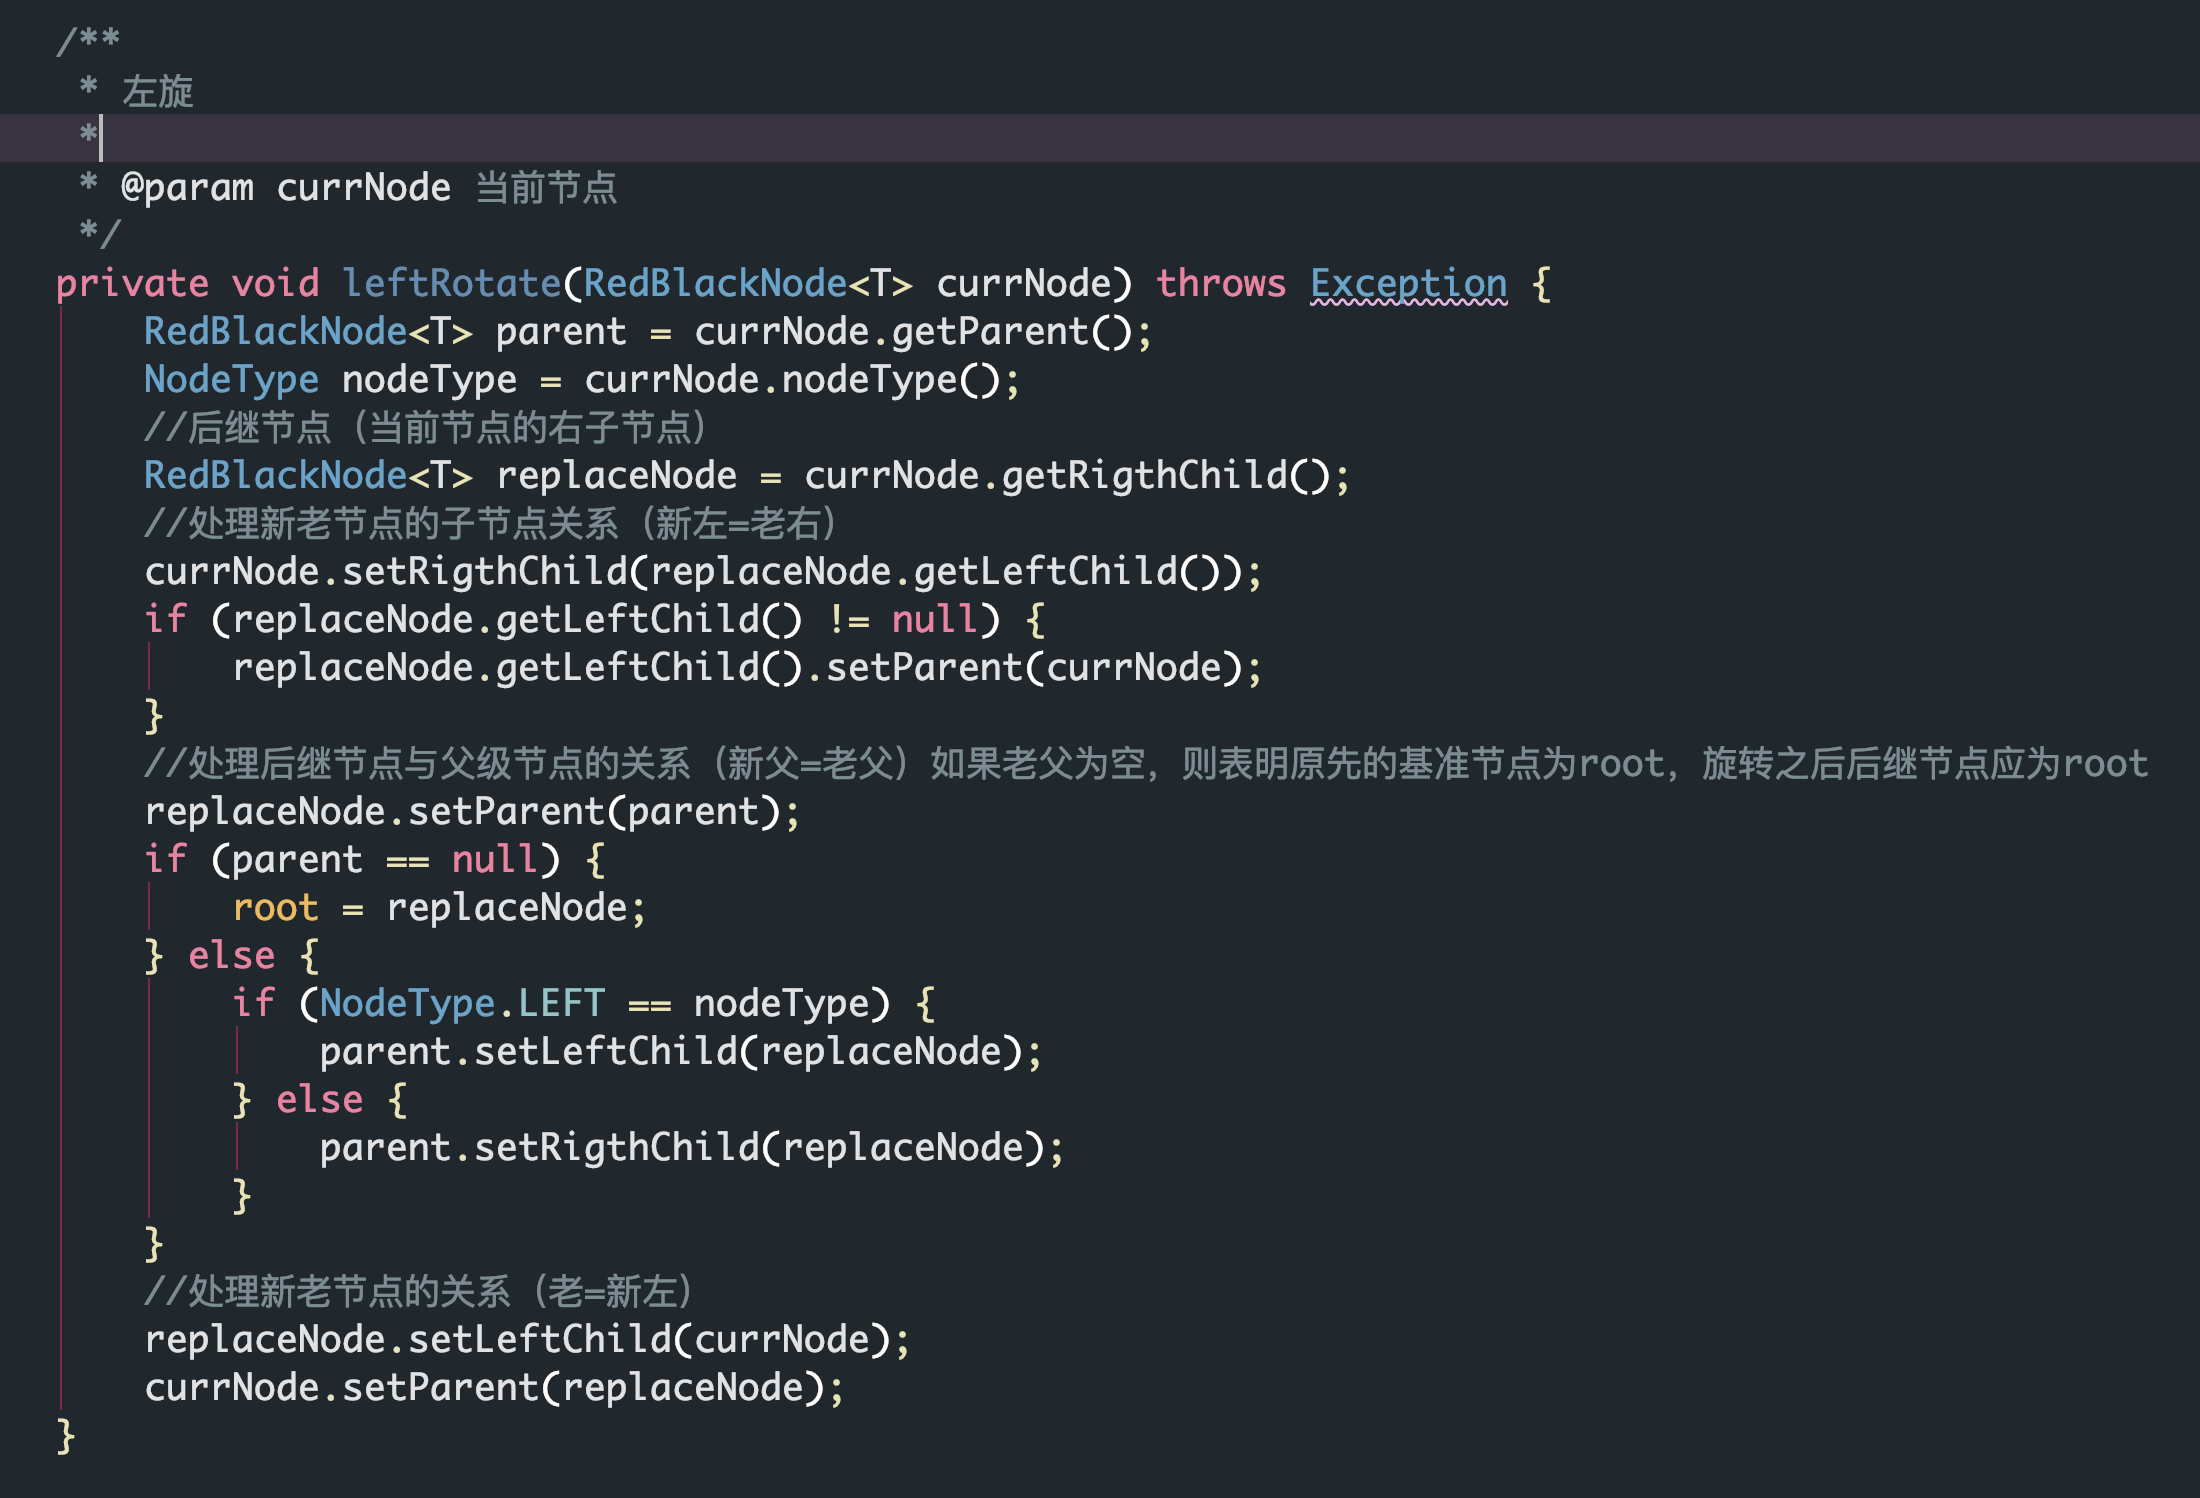 /**
 * 左旋
 *
 * @param currNode 当前节点
 */
private void leftRotate(RedBlackNode<T> currNode) throws Exception {
    RedBlackNode<T> parent = currNode.getParent();
    NodeType nodeType = currNode.nodeType();
    //后继节点（当前节点的右子节点）
    RedBlackNode<T> replaceNode = currNode.getRigthChild();
    //处理新老节点的子节点关系（新左=老右）
    currNode.setRigthChild(replaceNode.getLeftChild());
    if (replaceNode.getLeftChild() != null) {
        replaceNode.getLeftChild().setParent(currNode);
    }
    //处理后继节点与父级节点的关系（新父=老父）如果老父为空，则表明原先的基准节点为root，旋转之后后继节点应为root
    replaceNode.setParent(parent);
    if (parent == null) {
        root = replaceNode;
    } else {
        if (NodeType.LEFT == nodeType) {
            parent.setLeftChild(replaceNode);
        } else {
            parent.setRigthChild(replaceNode);
        }
    }
    //处理新老节点的关系（老=新左）
    replaceNode.setLeftChild(currNode);
    currNode.setParent(replaceNode);
}